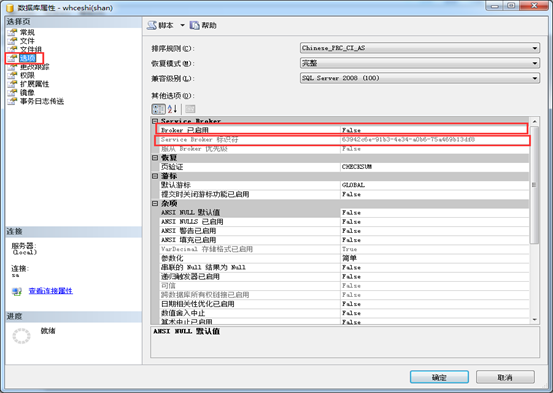 数据库属性 - whceshi(shan)
选择页
常规
文件
文件组
选项
更改跟踪
权限
扩展属性
镜像
事务日志传送
脚本
帮助
排序规则(C):
Chinese_PRC_CI_AS
恢复模式(M):
完整
兼容级别(L):
SQL Server 2008 (100)
其他选项(O):
Service Broker
Broker 已启用 False
Service Broker 标识符
服从 Broker 优先级 False
恢复
页验证 CHECKSUM
游标
默认游标 GLOBAL
提交时关闭游标功能已启用 False
杂项
ANSI NULL 默认值 False
ANSI NULLS 已启用 False
ANSI 警告已启用 False
ANSI 填充已启用 False
VarDecimal 存储格式已启用 True
参数化 简单
串联的 Null 结果为 Null False
递归触发器已启用 False
可信 False
跨数据库所有权链接已启用 False
日期相关性优化已启用 False
数值舍入中止 False
算术中止已启用 False
ANSI NULL 默认值
连接
服务器:
(local)
连接:
sa
查看连接属性
进度
就绪
确定
取消